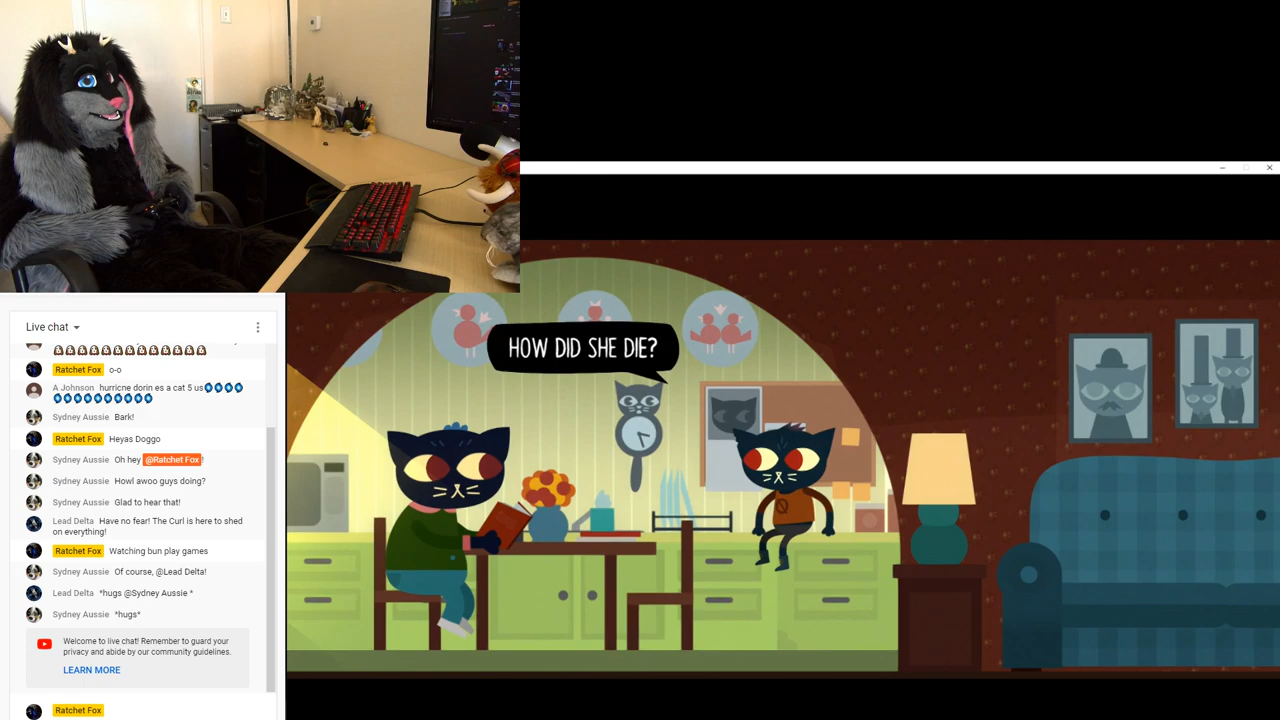 Live chat
Ratchet Fox o-o
A Johnson hurricne dorin es a cat 5 us
Sydney Aussie Bark!
Ratchet Fox Heyas Doggo
Sydney Aussie Oh hey @Ratchet Fox!
Sydney Aussie Howl awoo guys doing?
Sydney Aussie Glad to hear that!
Lead Delta Have no fear! The Curl is here to shed
on everything!
Ratchet Fox Watching bun play games
Sydney Aussie Of course, @Lead Delta!
Lead Delta *hugs @Sydney Aussie *
Sydney Aussie *hugs*
Welcome to live chat! Remember to guard your
privacy and abide by our community guidelines.
LEARN MORE
Ratchet Fox
HOW DID SHE DIE?